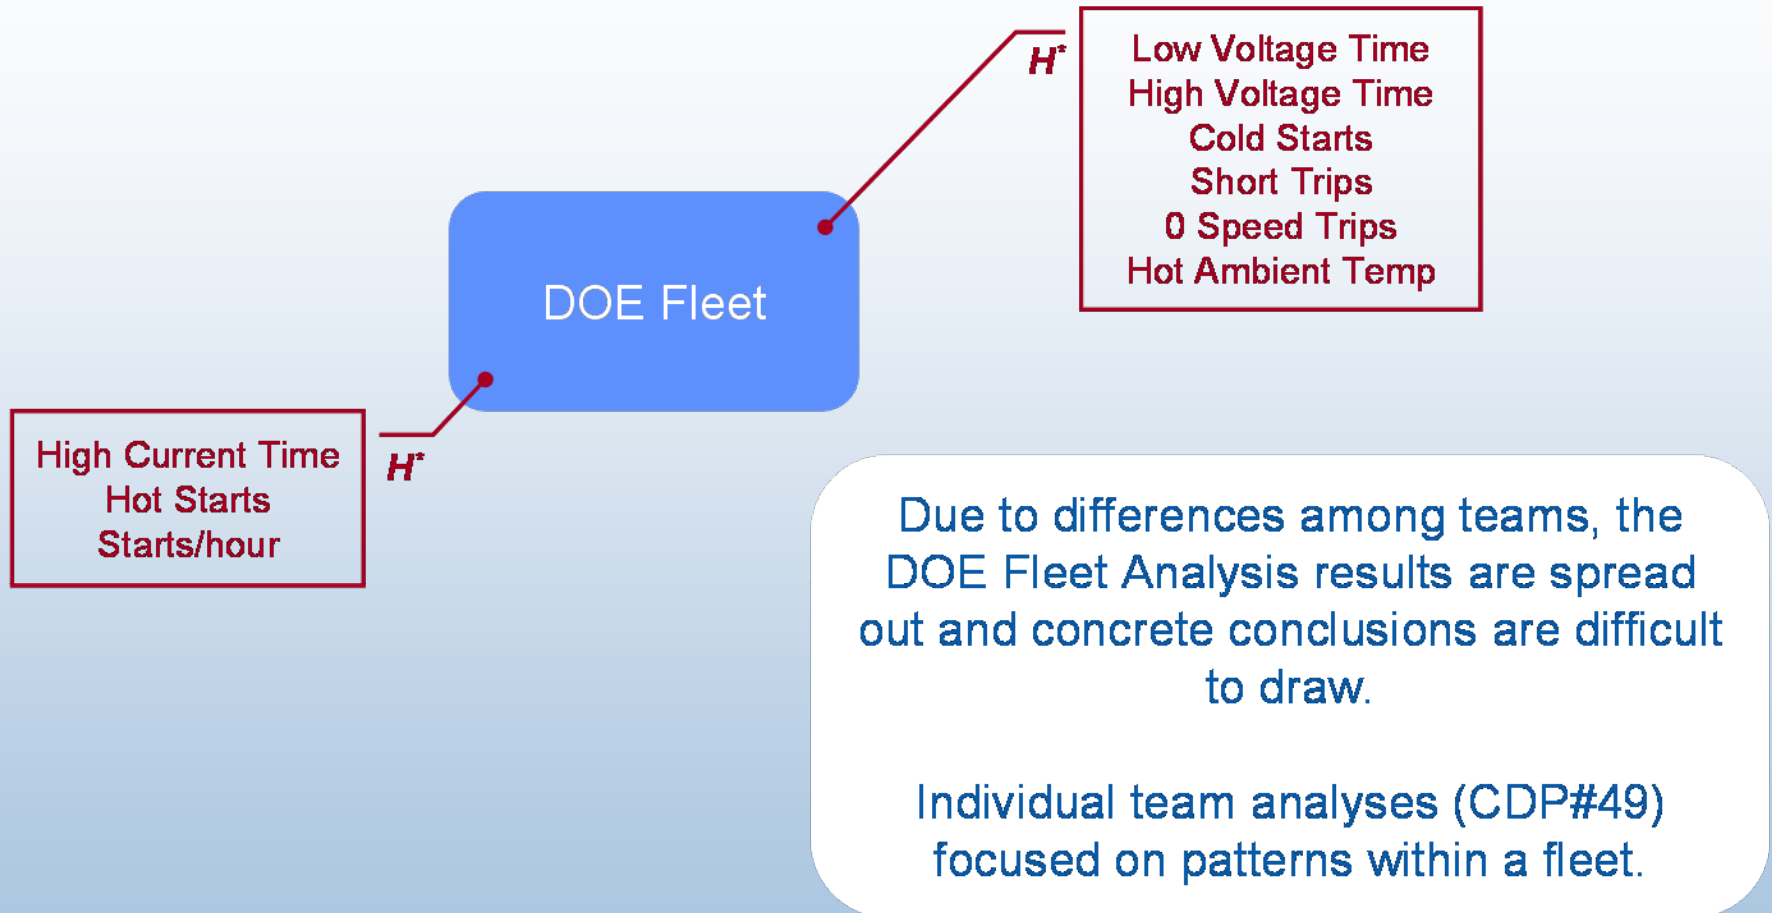 H*
Low Voltage Time
High Voltage Time
Cold Starts
Short Trips
0 Speed Trips
Hot Ambient Temp
DOE Fleet
High Current Time
Hot Starts
Starts/hour
H*
Due to differences among teams, the
DOE Fleet Analysis results are spread
out and concrete conclusions are difficult
to draw.
Individual team analyses (CDP#49)
focused on patterns within a fleet.